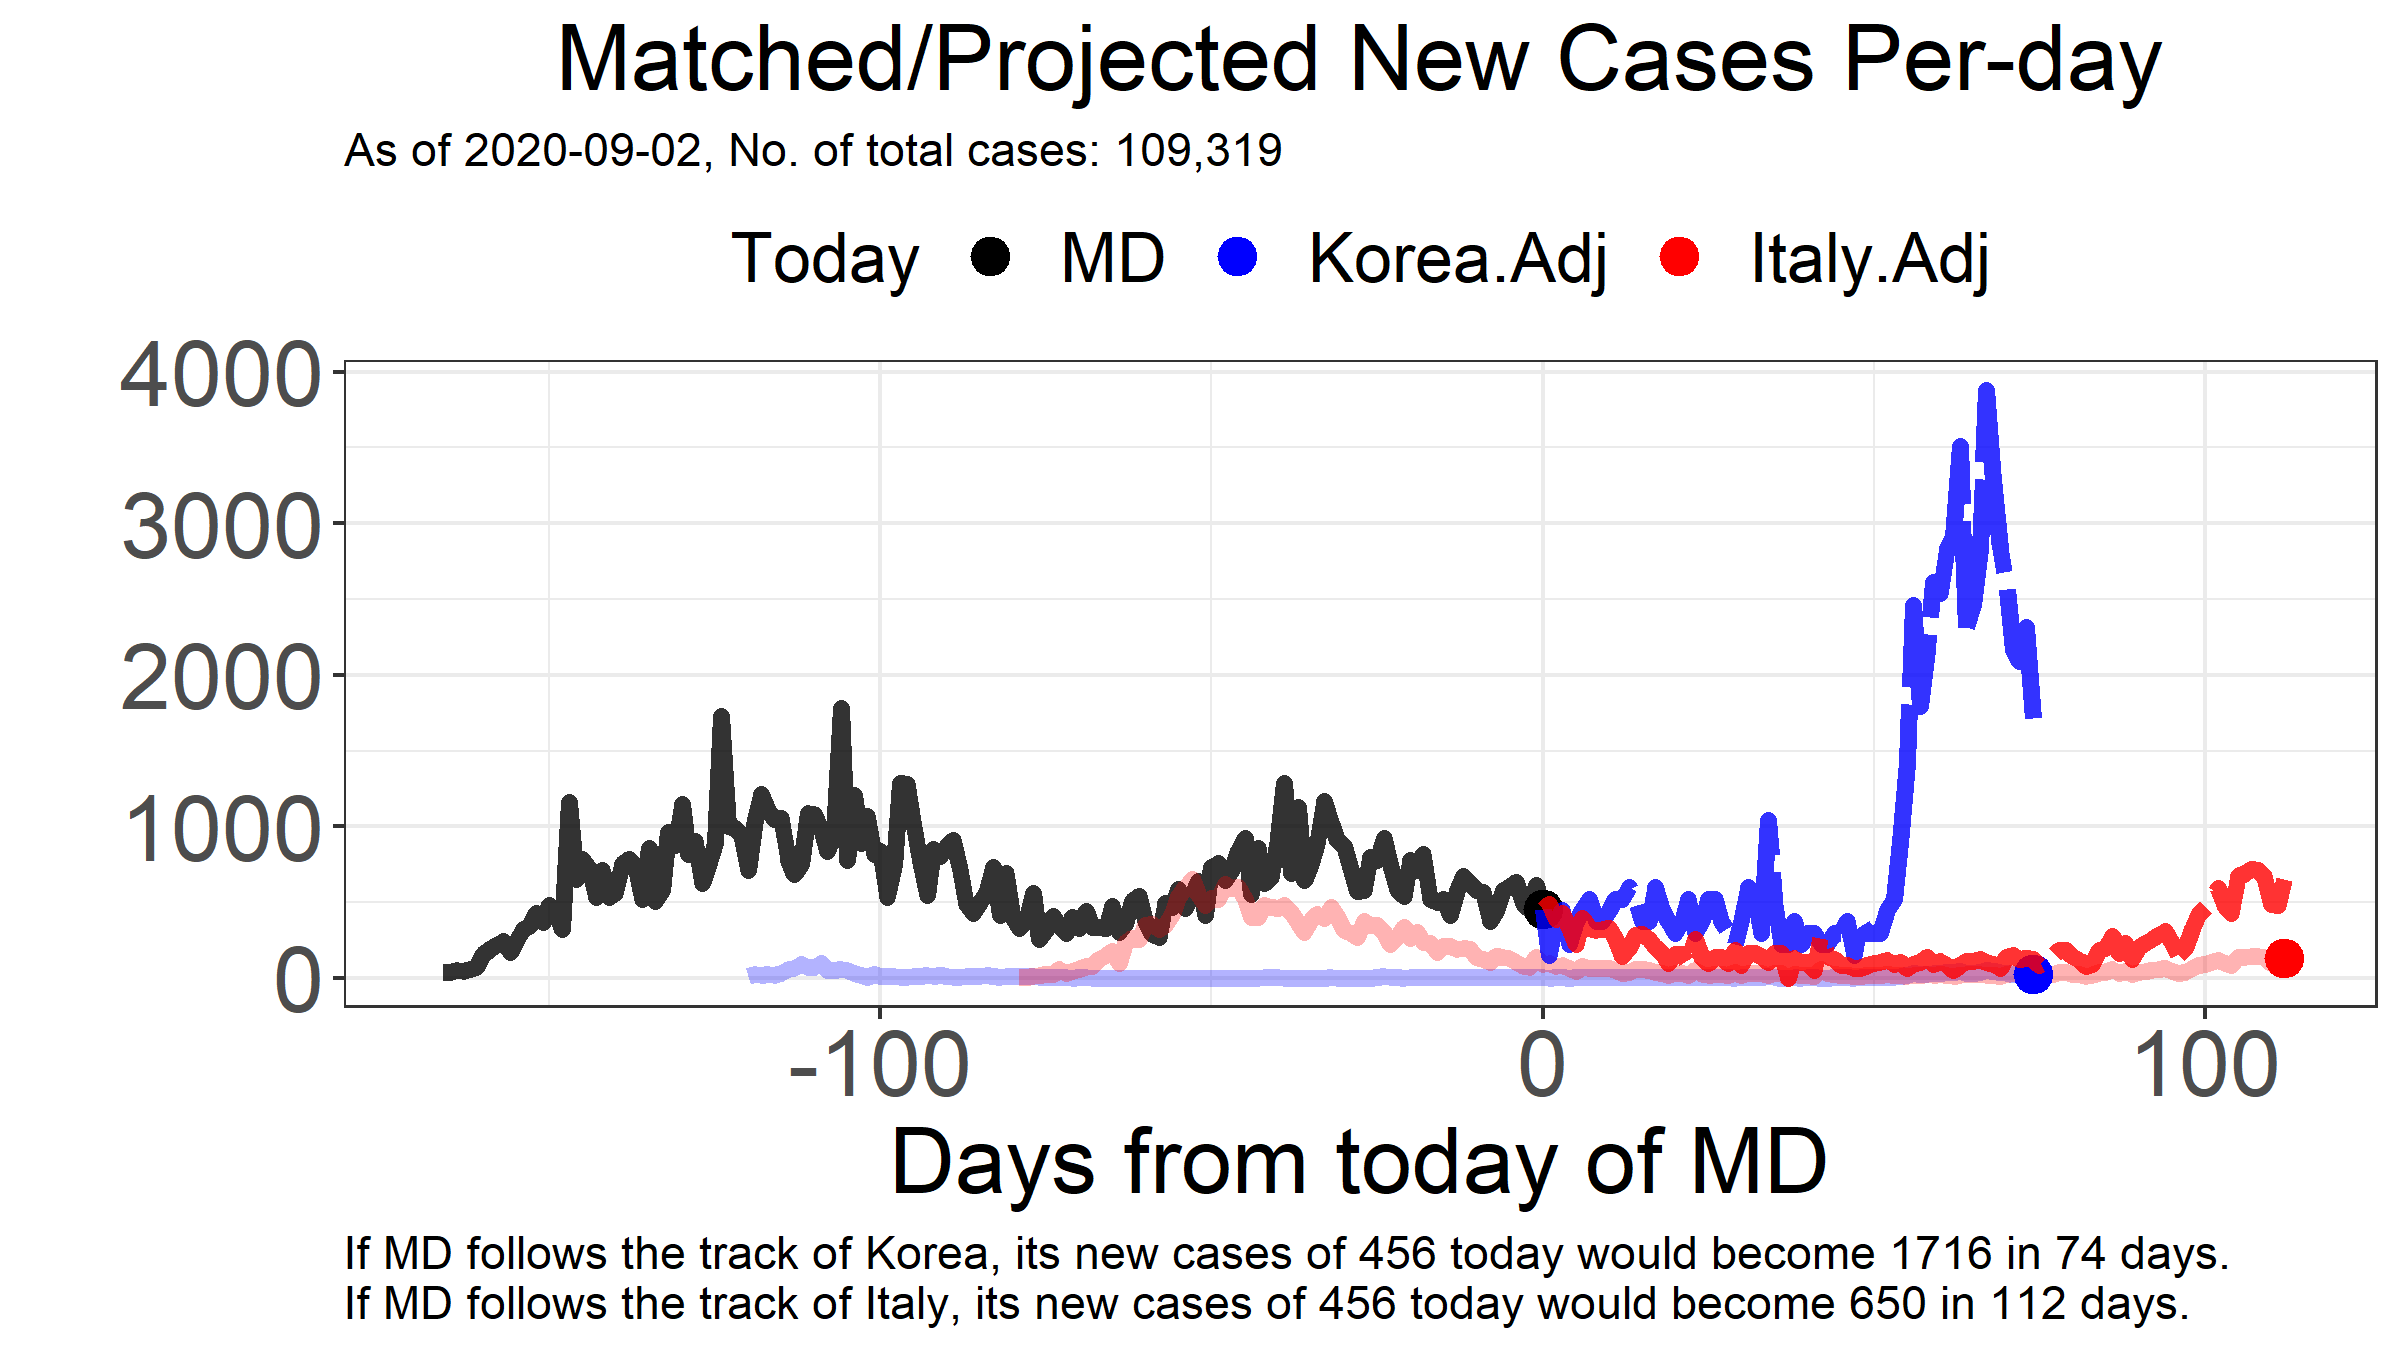 Matched/Projected New Cases Per-day
As of 2020-09-02, No. of total cases: 109,319
Today MD Korea.Adj Italy.Adj
4000
3000
2000
1000
0
-100 0 100
Days from today of MD
If MD follows the track of Korea, its new cases of 456 today would become 1716 in 74 days.
If MD follows the track of Italy, its new cases of 456 today would become 650 in 112 days.